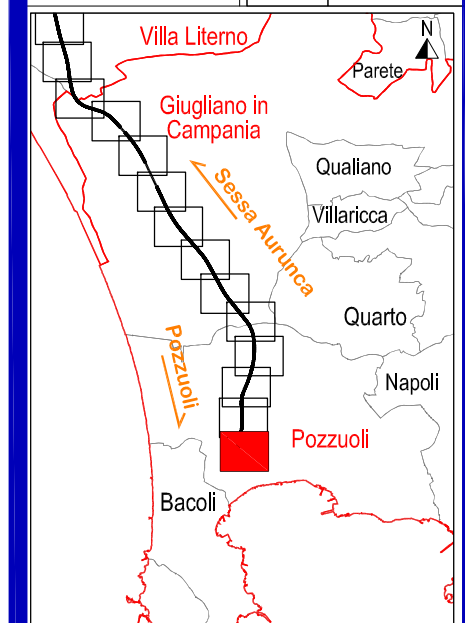 Villa Literno
N
Parete
Giugliano in
Campania
Qualiano
Sessa Aurunca
Villaricca
Quarto
Pozzuoli
Napoli
Pozzuoli
Bacoli